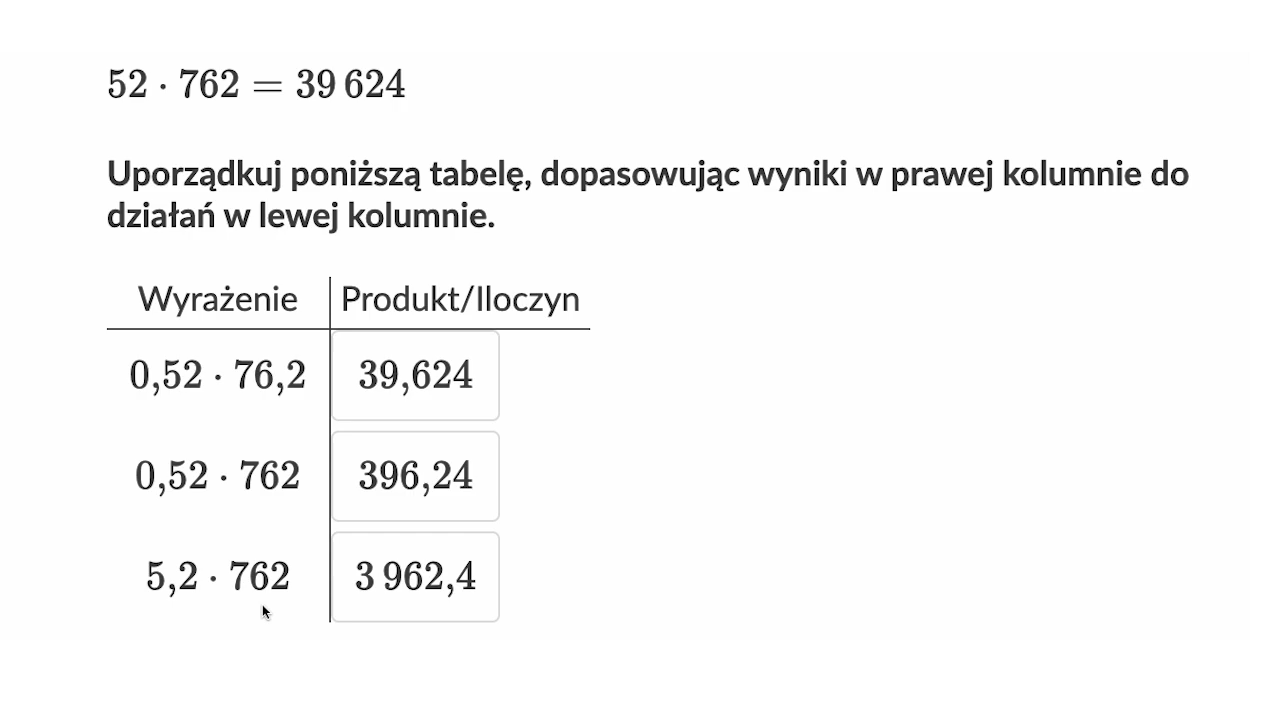 52 · 762 = 39 624
Uporządkuj poniższą tabelę, dopasowując wyniki w prawej kolumnie do
działań w lewej kolumnie.
Wyrażenie Produkt/Iloczyn
0,52 · 76,2 39,624
0,52 · 762 396,24
5,2 · 762 3 962,4